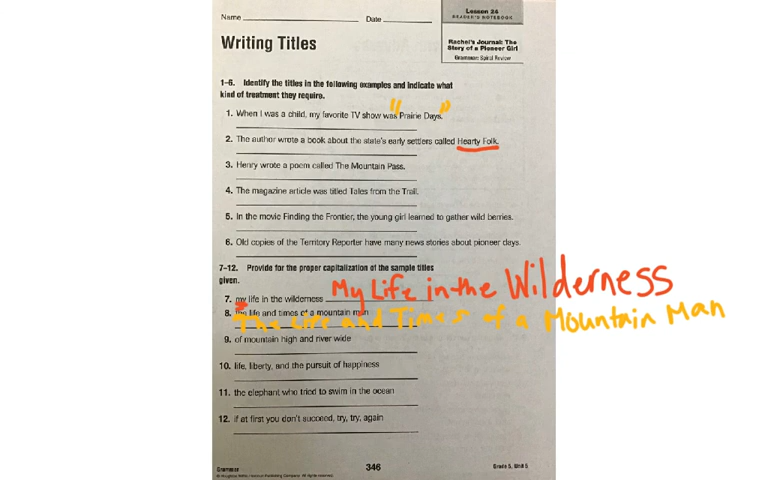 Name
Date
Lesson 24
READER'S NOTEBOOK
Writing Titles
Rachel's Journal: The
Story of a Pioneer Girl
Grammar: Spiral Review
1–6. Identify the titles in the following examples and indicate what
kind of treatment they require.
1. When I was a child, my favorite TV show was "Prairie Days."
2. The author wrote a book about the state's early settlers called Hearty Folk.
3. Henry wrote a poem called The Mountain Pass.
4. The magazine article was titled Tales from the Trail.
5. In the movie Finding the Frontier, the young girl learned to gather wild berries.
6. Old copies of the Territory Reporter have many news stories about pioneer days.
7–12. Provide for the proper capitalization of the sample titles
given.
7. my life in the wilderness My Life in the Wilderness
8. the life and times of a mountain man
The Life and Times of a Mountain Man
9. of mountain high and river wide
10. life, liberty, and the pursuit of happiness
11. the elephant who tried to swim in the ocean
12. if at first you don't succeed, try, try, again
Grammar
© Houghton Mifflin Harcourt Publishing Company. All rights reserved.
346
Grade 5, Unit 5